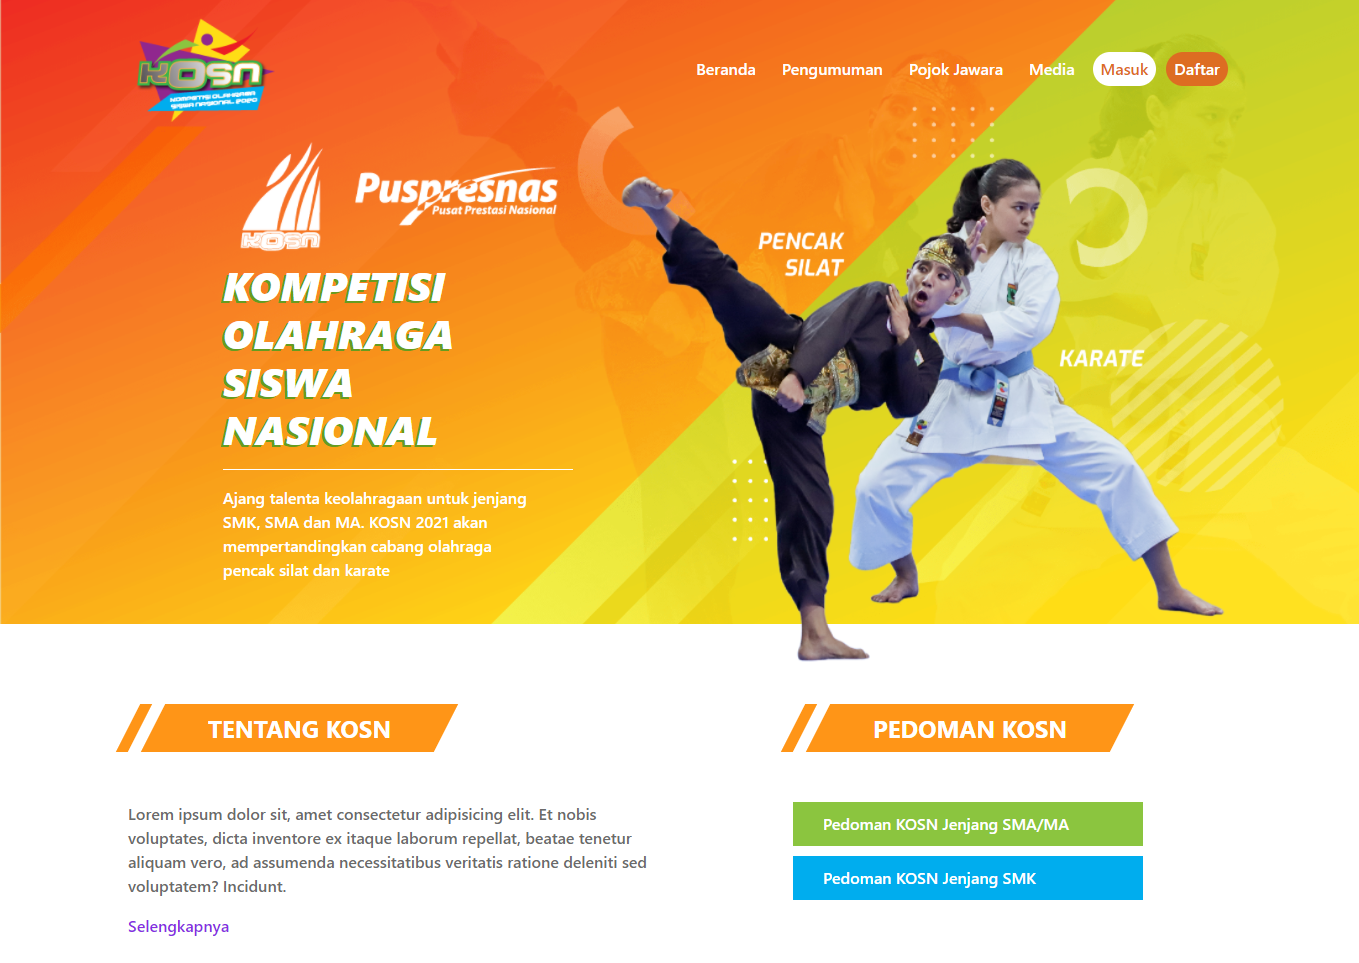 KOSN
KOMPETISI OLAHRAGA
SISWA NASIONAL 2020
Beranda
Pengumuman
Pojok Jawara
Media
Masuk
Daftar
KOSN
Puspresnas
Pusat Prestasi Nasional
PENCAK
SILAT
KARATE
KOMPETISI
OLAHRAGA
SISWA
NASIONAL
Ajang talenta keolahragaan untuk jenjang
SMK, SMA dan MA. KOSN 2021 akan
mempertandingkan cabang olahraga
pencak silat dan karate
TENTANG KOSN
Lorem ipsum dolor sit, amet consectetur adipisicing elit. Et nobis
voluptates, dicta inventore ex itaque laborum repellat, beatae tenetur
aliquam vero, ad assumenda necessitatibus veritatis ratione deleniti sed
voluptatem? Incidunt.
Selengkapnya
PEDOMAN KOSN
Pedoman KOSN Jenjang SMA/MA
Pedoman KOSN Jenjang SMK